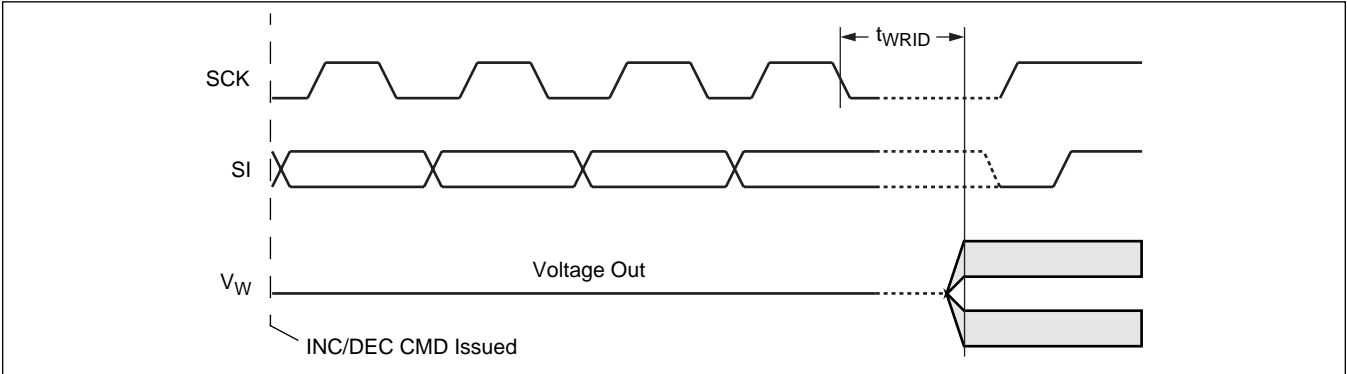 tWRID
SCK
SI
Voltage Out
VW
INC/DEC CMD Issued